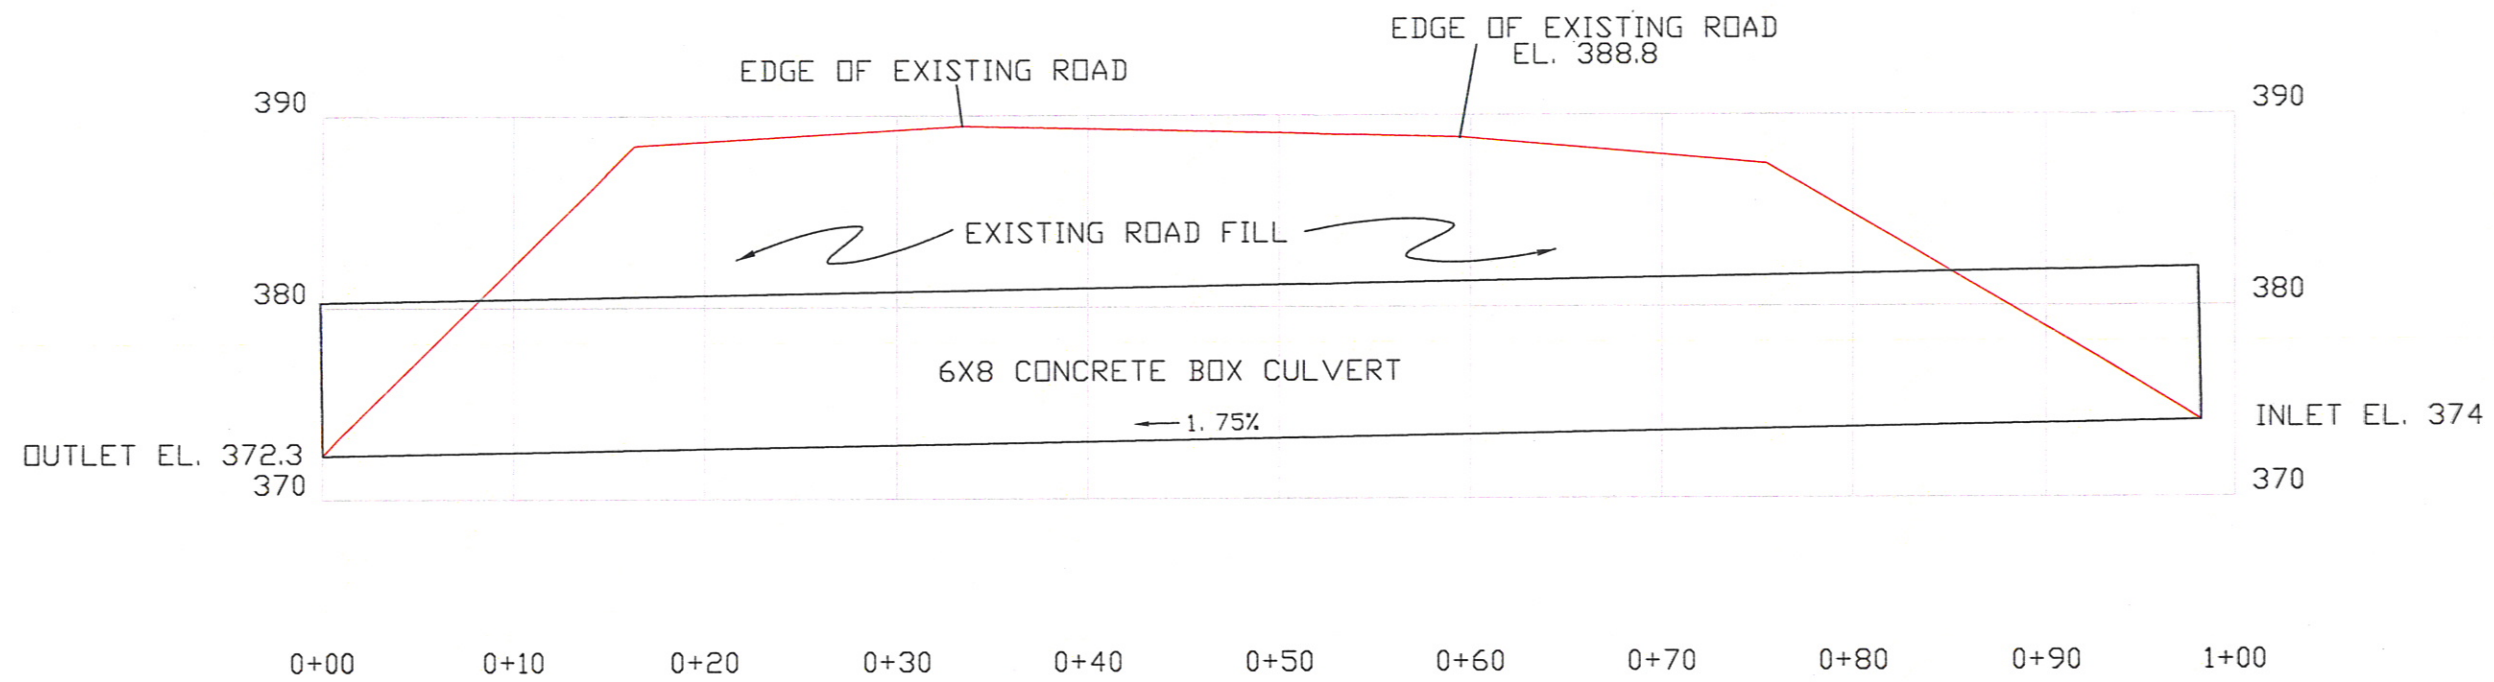 EDGE OF EXISTING ROAD
EL. 388.8
EDGE OF EXISTING ROAD
390
390
EXISTING ROAD FILL
380
380
6X8 CONCRETE BOX CULVERT
1.75%
INLET EL. 374
OUTLET EL. 372.3
370
370
0+00 0+10 0+20 0+30 0+40 0+50 0+60 0+70 0+80 0+90 1+00